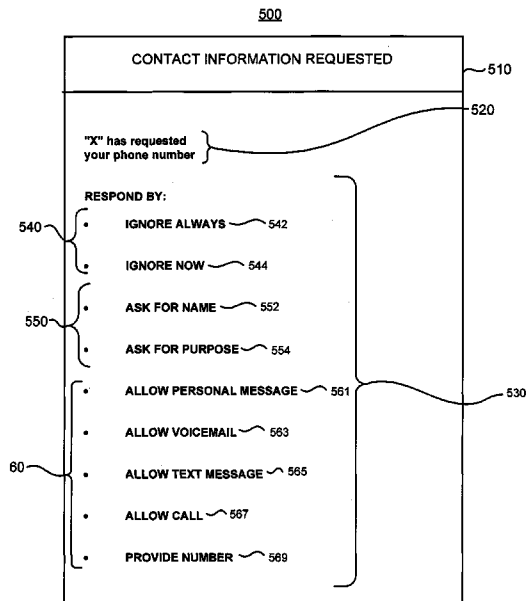 500
CONTACT INFORMATION REQUESTED
510
520
"X" has requested
your phone number
RESPOND BY:
540
• IGNORE ALWAYS 542
• IGNORE NOW 544
550
• ASK FOR NAME 552
• ASK FOR PURPOSE 554
530
• ALLOW PERSONAL MESSAGE 561
• ALLOW VOICEMAIL 563
60
• ALLOW TEXT MESSAGE 565
• ALLOW CALL 567
• PROVIDE NUMBER 569